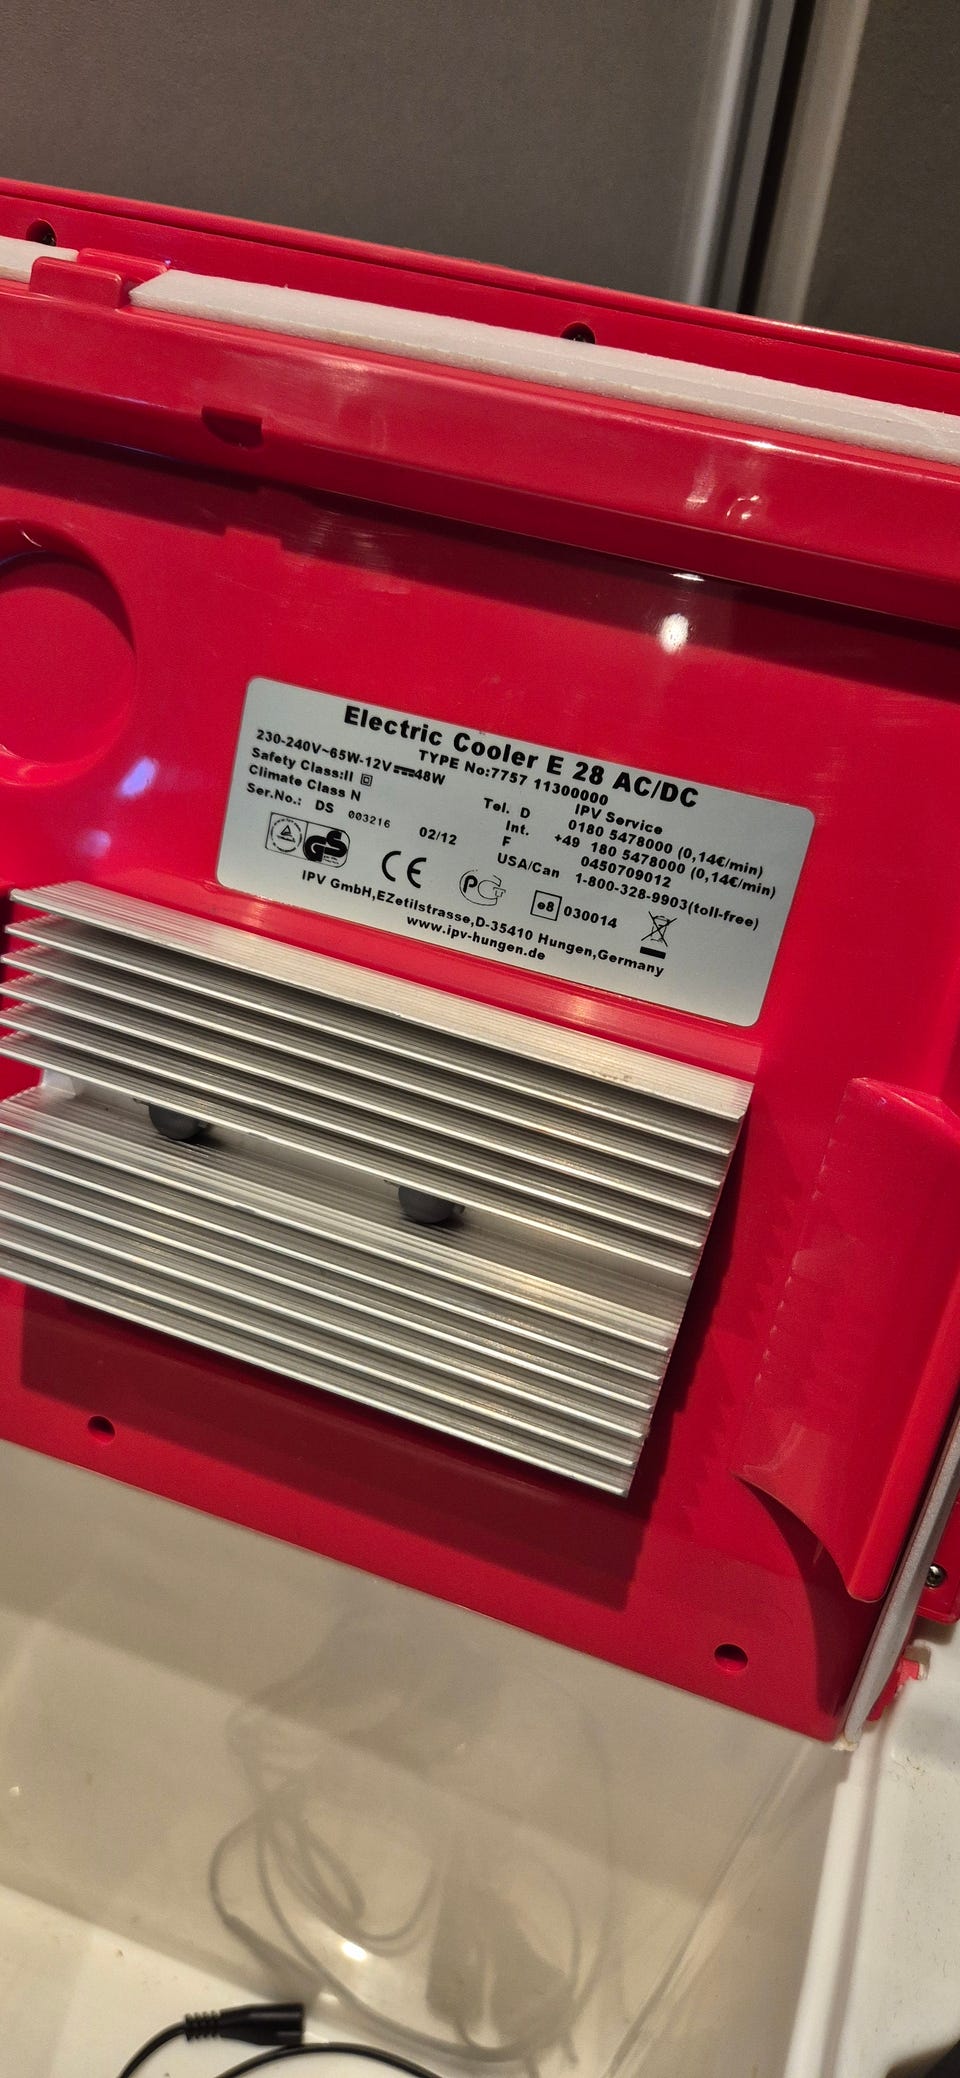 Electric Cooler E 28 AC/DC
TYPE No:7757 11300000
230-240V~65W-12V⎓48W
Safety Class:II
Climate Class N
Ser.No.: DS 003216 02/12
IPV Service
Tel. D 0180 5478000 (0,14€/min)
Int. +49 180 5478000 (0,14€/min)
F 0450709012
USA/Can 1-800-328-9903(toll-free)
GS
CE
e8 030014
IPV GmbH,EZetilstrasse,D-35410 Hungen,Germany
www.ipv-hungen.de